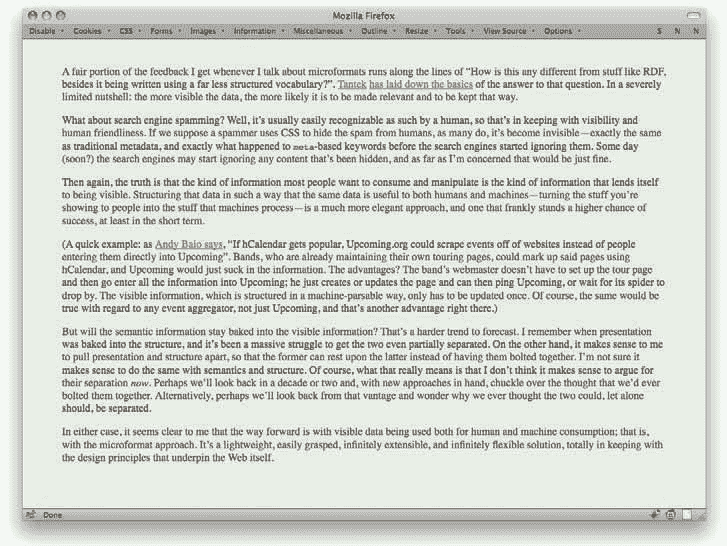 Mozilla Firefox
Disable Cookies CSS Forms Images Information Miscellaneous Outline Resize Tools View Source Options S N N
A fair portion of the feedback I get whenever I talk about microformats runs along the lines of “How is this any different from stuff like RDF,
besides it being written using a far less structured vocabulary?”. Tantek has laid down the basics of the answer to that question. In a severely
limited nutshell: the more visible the data, the more likely it is to be made relevant and to be kept that way.
What about search engine spamming? Well, it’s usually easily recognizable as such by a human, so that’s in keeping with visibility and
human friendliness. If we suppose a spammer uses CSS to hide the spam from humans, as many do, it’s become invisible—exactly the same
as traditional metadata, and exactly what happened to meta-based keywords before the search engines started ignoring them. Some day
(soon?) the search engines may start ignoring any content that’s been hidden, and as far as I’m concerned that would be just fine.
Then again, the truth is that the kind of information most people want to consume and manipulate is the kind of information that lends itself
to being visible. Structuring that data in such a way that the same data is useful to both humans and machines—turning the stuff you’re
showing to people into the stuff that machines process—is a much more elegant approach, and one that frankly stands a higher chance of
success, at least in the short term.
(A quick example: as Andy Baio says, “If hCalendar gets popular, Upcoming.org could scrape events off of websites instead of people
entering them directly into Upcoming”. Bands, who are already maintaining their own touring pages, could mark up said pages using
hCalendar, and Upcoming would just suck in the information. The advantages? The band’s webmaster doesn’t have to set up the tour page
and then go enter all the information into Upcoming; he just creates or updates the page and can then ping Upcoming, or wait for its spider to
drop by. The visible information, which is structured in a machine-parsable way, only has to be updated once. Of course, the same would be
true with regard to any event aggregator, not just Upcoming, and that’s another advantage right there.)
But will the semantic information stay baked into the visible information? That’s a harder trend to forecast. I remember when presentation
was baked into the structure, and it’s been a massive struggle to get the two even partially separated. On the other hand, it makes sense to me
to pull presentation and structure apart, so that the former can rest upon the latter instead of having them bolted together. I’m not sure it
makes sense to do the same with semantics and structure. Of course, what that really means is that I don’t think it makes sense to argue for
their separation now. Perhaps we’ll look back in a decade or two and, with new approaches in hand, chuckle over the thought that we’d ever
bolted them together. Alternatively, perhaps we’ll look back from that vantage and wonder why we ever thought the two could, let alone
should, be separated.
In either case, it seems clear to me that the way forward is with visible data being used both for human and machine consumption; that is,
with the microformat approach. It’s a lightweight, easily grasped, infinitely extensible, and infinitely flexible solution, totally in keeping with
the design principles that underpin the Web itself.
Done